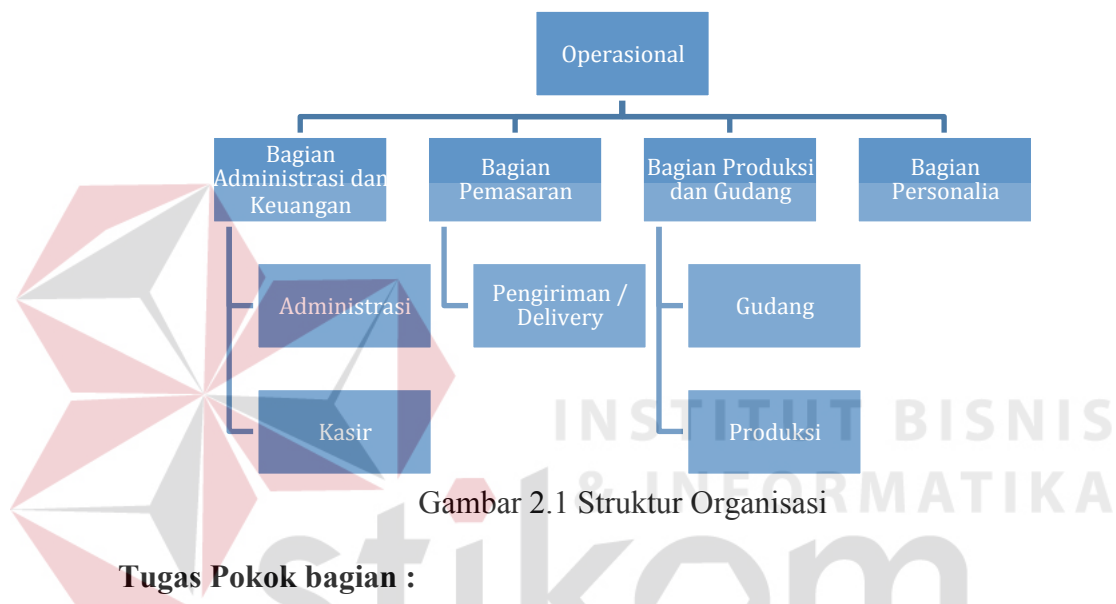 Operasional
Bagian
Administrasi dan
Keuangan
Bagian
Pemasaran
Bagian Produksi
dan Gudang
Bagian
Personalia
Administrasi
Pengiriman /
Delivery
Gudang
Kasir
Produksi
INSTITUT BISNIS
& INFORMATIKA
Gambar 2.1 Struktur Organisasi
stikom
Tugas Pokok bagian :